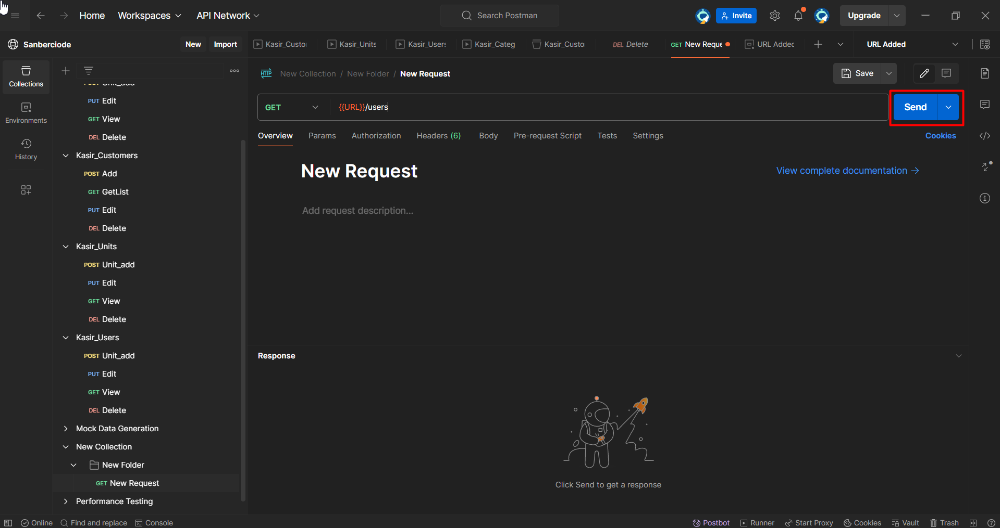 Home
Workspaces
API Network
Search Postman
Invite
Upgrade
Sanberciode
New
Import
Kasir_Custo
Kasir_Units
Kasir_Users
Kasir_Categ
Kasir_Custo
DEL Delete
GET New Reque
URL Addec
URL Added
HTTP New Collection / New Folder / New Request
Save
Collections
Environments
History
Unit_add
PUT Edit
GET View
DEL Delete
Kasir_Customers
POST Add
GET GetList
PUT Edit
DEL Delete
Kasir_Units
POST Unit_add
PUT Edit
GET View
DEL Delete
Kasir_Users
POST Unit_add
PUT Edit
GET View
DEL Delete
Mock Data Generation
New Collection
New Folder
GET New Request
Performance Testing
GET
{{URL}}/users
Send
Overview
Params
Authorization
Headers (6)
Body
Pre-request Script
Tests
Settings
Cookies
New Request
View complete documentation →
Add request description...
Response
Click Send to get a response
Online
Find and replace
Console
Postbot
Runner
Start Proxy
Cookies
Vault
Trash